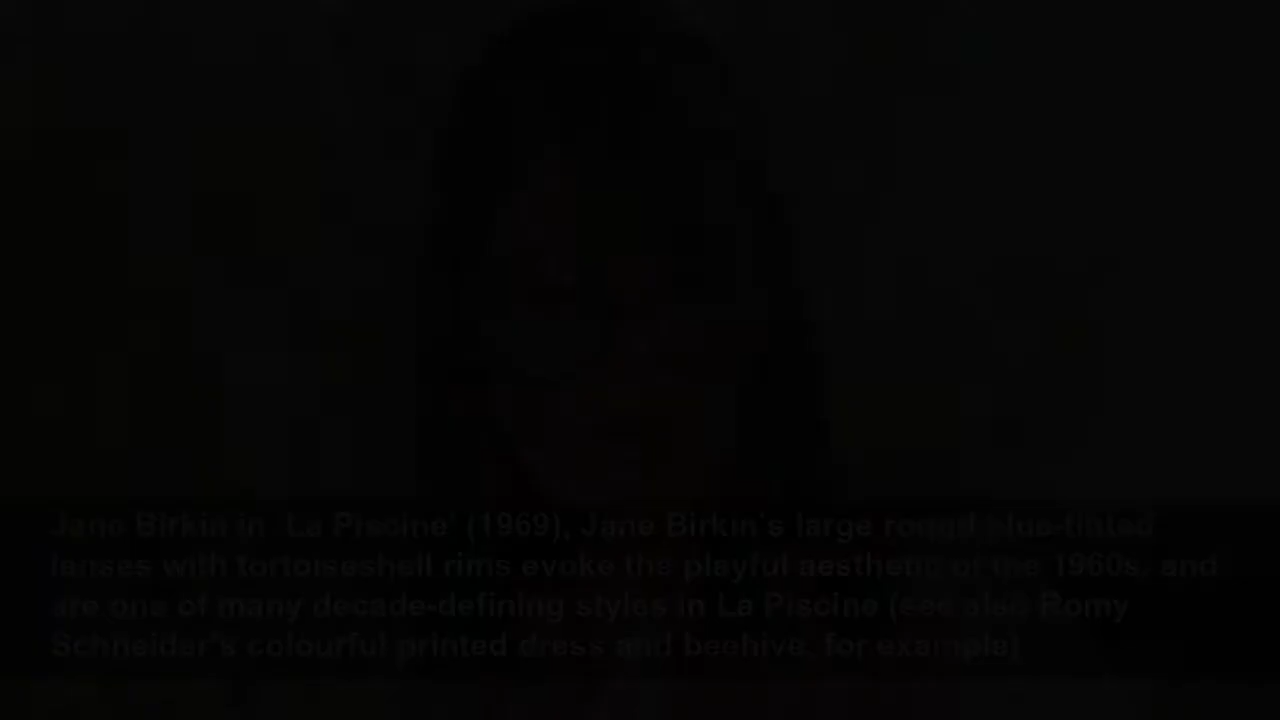 Jane Birkin in 'La Piscine' (1969), Jane Birkin's large round blue-tinted
lenses with tortoiseshell rims evoke the playful aesthetic of the 1960s, and
are one of many decade-defining styles in La Piscine (see also Romy
Schneider's colourful printed dress and beehive, for example)